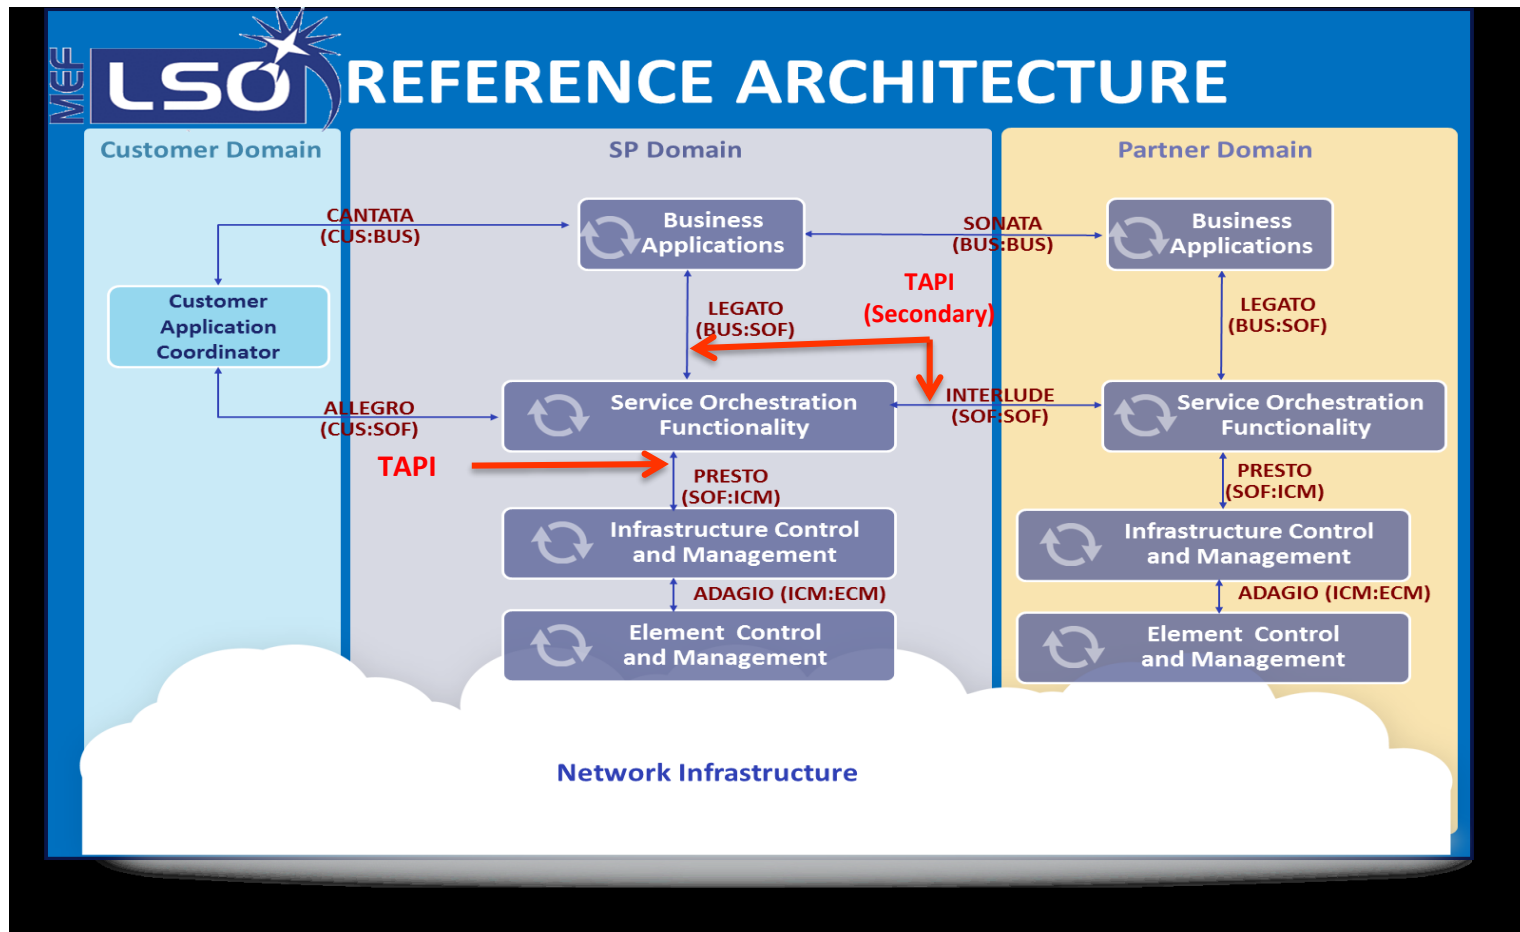 MEF
LSO
REFERENCE ARCHITECTURE
Customer Domain
SP Domain
Partner Domain
CANTATA
(CUS:BUS)
Business
Applications
SONATA
(BUS:BUS)
Business
Applications
Customer
Application
Coordinator
LEGATO
(BUS:SOF)
TAPI
(Secondary)
LEGATO
(BUS:SOF)
ALLEGRO
(CUS:SOF)
Service Orchestration
Functionality
INTERLUDE
(SOF:SOF)
Service Orchestration
Functionality
TAPI
PRESTO
(SOF:ICM)
PRESTO
(SOF:ICM)
Infrastructure Control
and Management
Infrastructure Control
and Management
ADAGIO (ICM:ECM)
ADAGIO (ICM:ECM)
Element  Control
and Management
Element  Control
and Management
Network Infrastructure